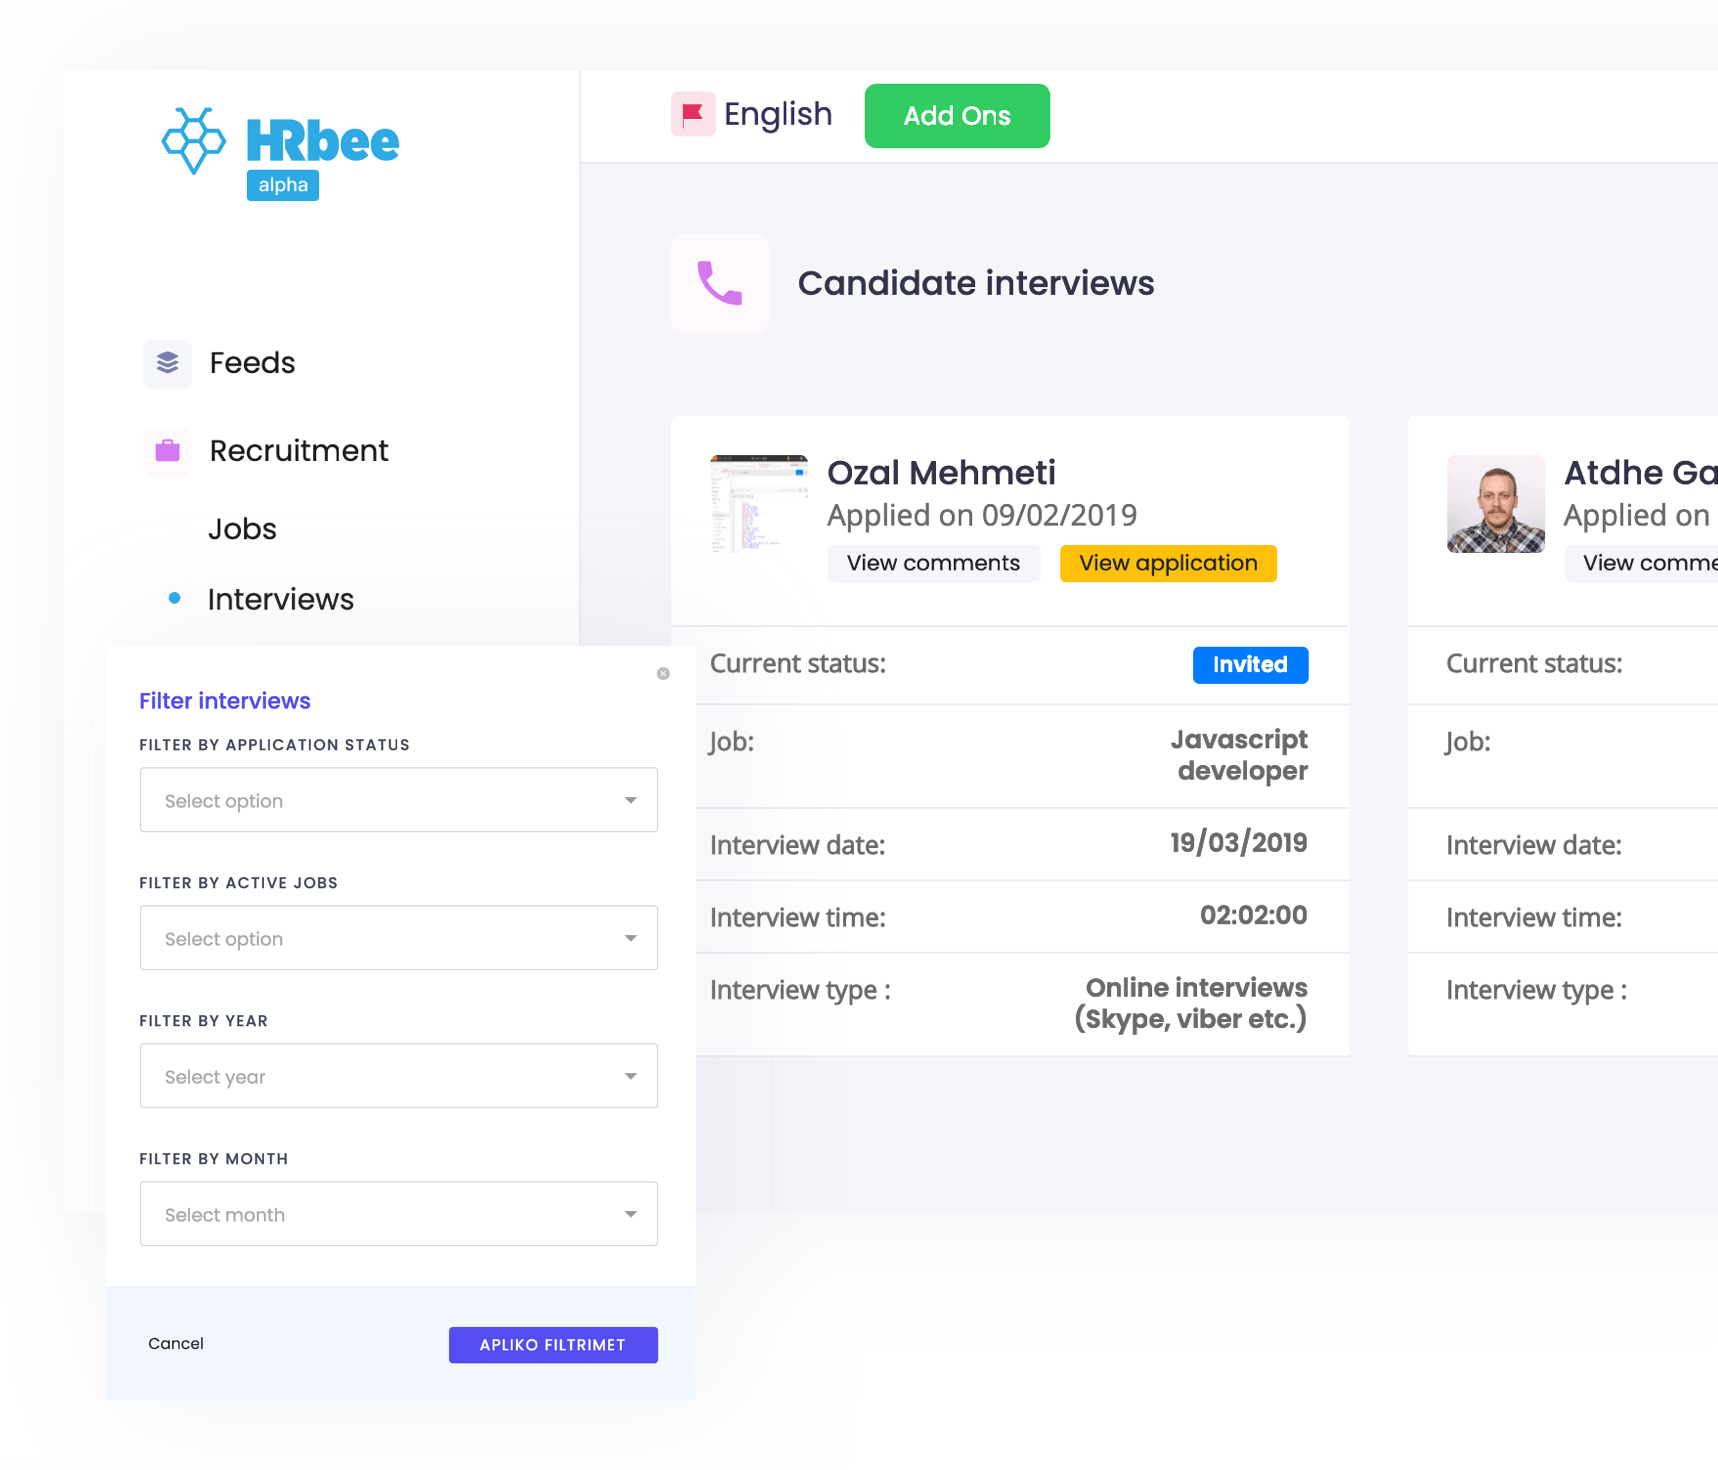 HRbee
alpha
English
Add Ons
Candidate interviews
Feeds
Recruitment
Jobs
Interviews
Ozal Mehmeti
Applied on 09/02/2019
View comments
View application
Current status:
Invited
Job:
Javascript
developer
Interview date:
19/03/2019
Interview time:
02:02:00
Interview type :
Online interviews
(Skype, viber etc.)
Atdhe
Applied on
View
Current status:
Job:
Interview date:
Interview time:
Interview type :
Filter interviews
FILTER BY APPLICATION STATUS
Select option
FILTER BY ACTIVE JOBS
Select option
FILTER BY YEAR
Select year
FILTER BY MONTH
Select month
Cancel
APLIKO FILTRIMET